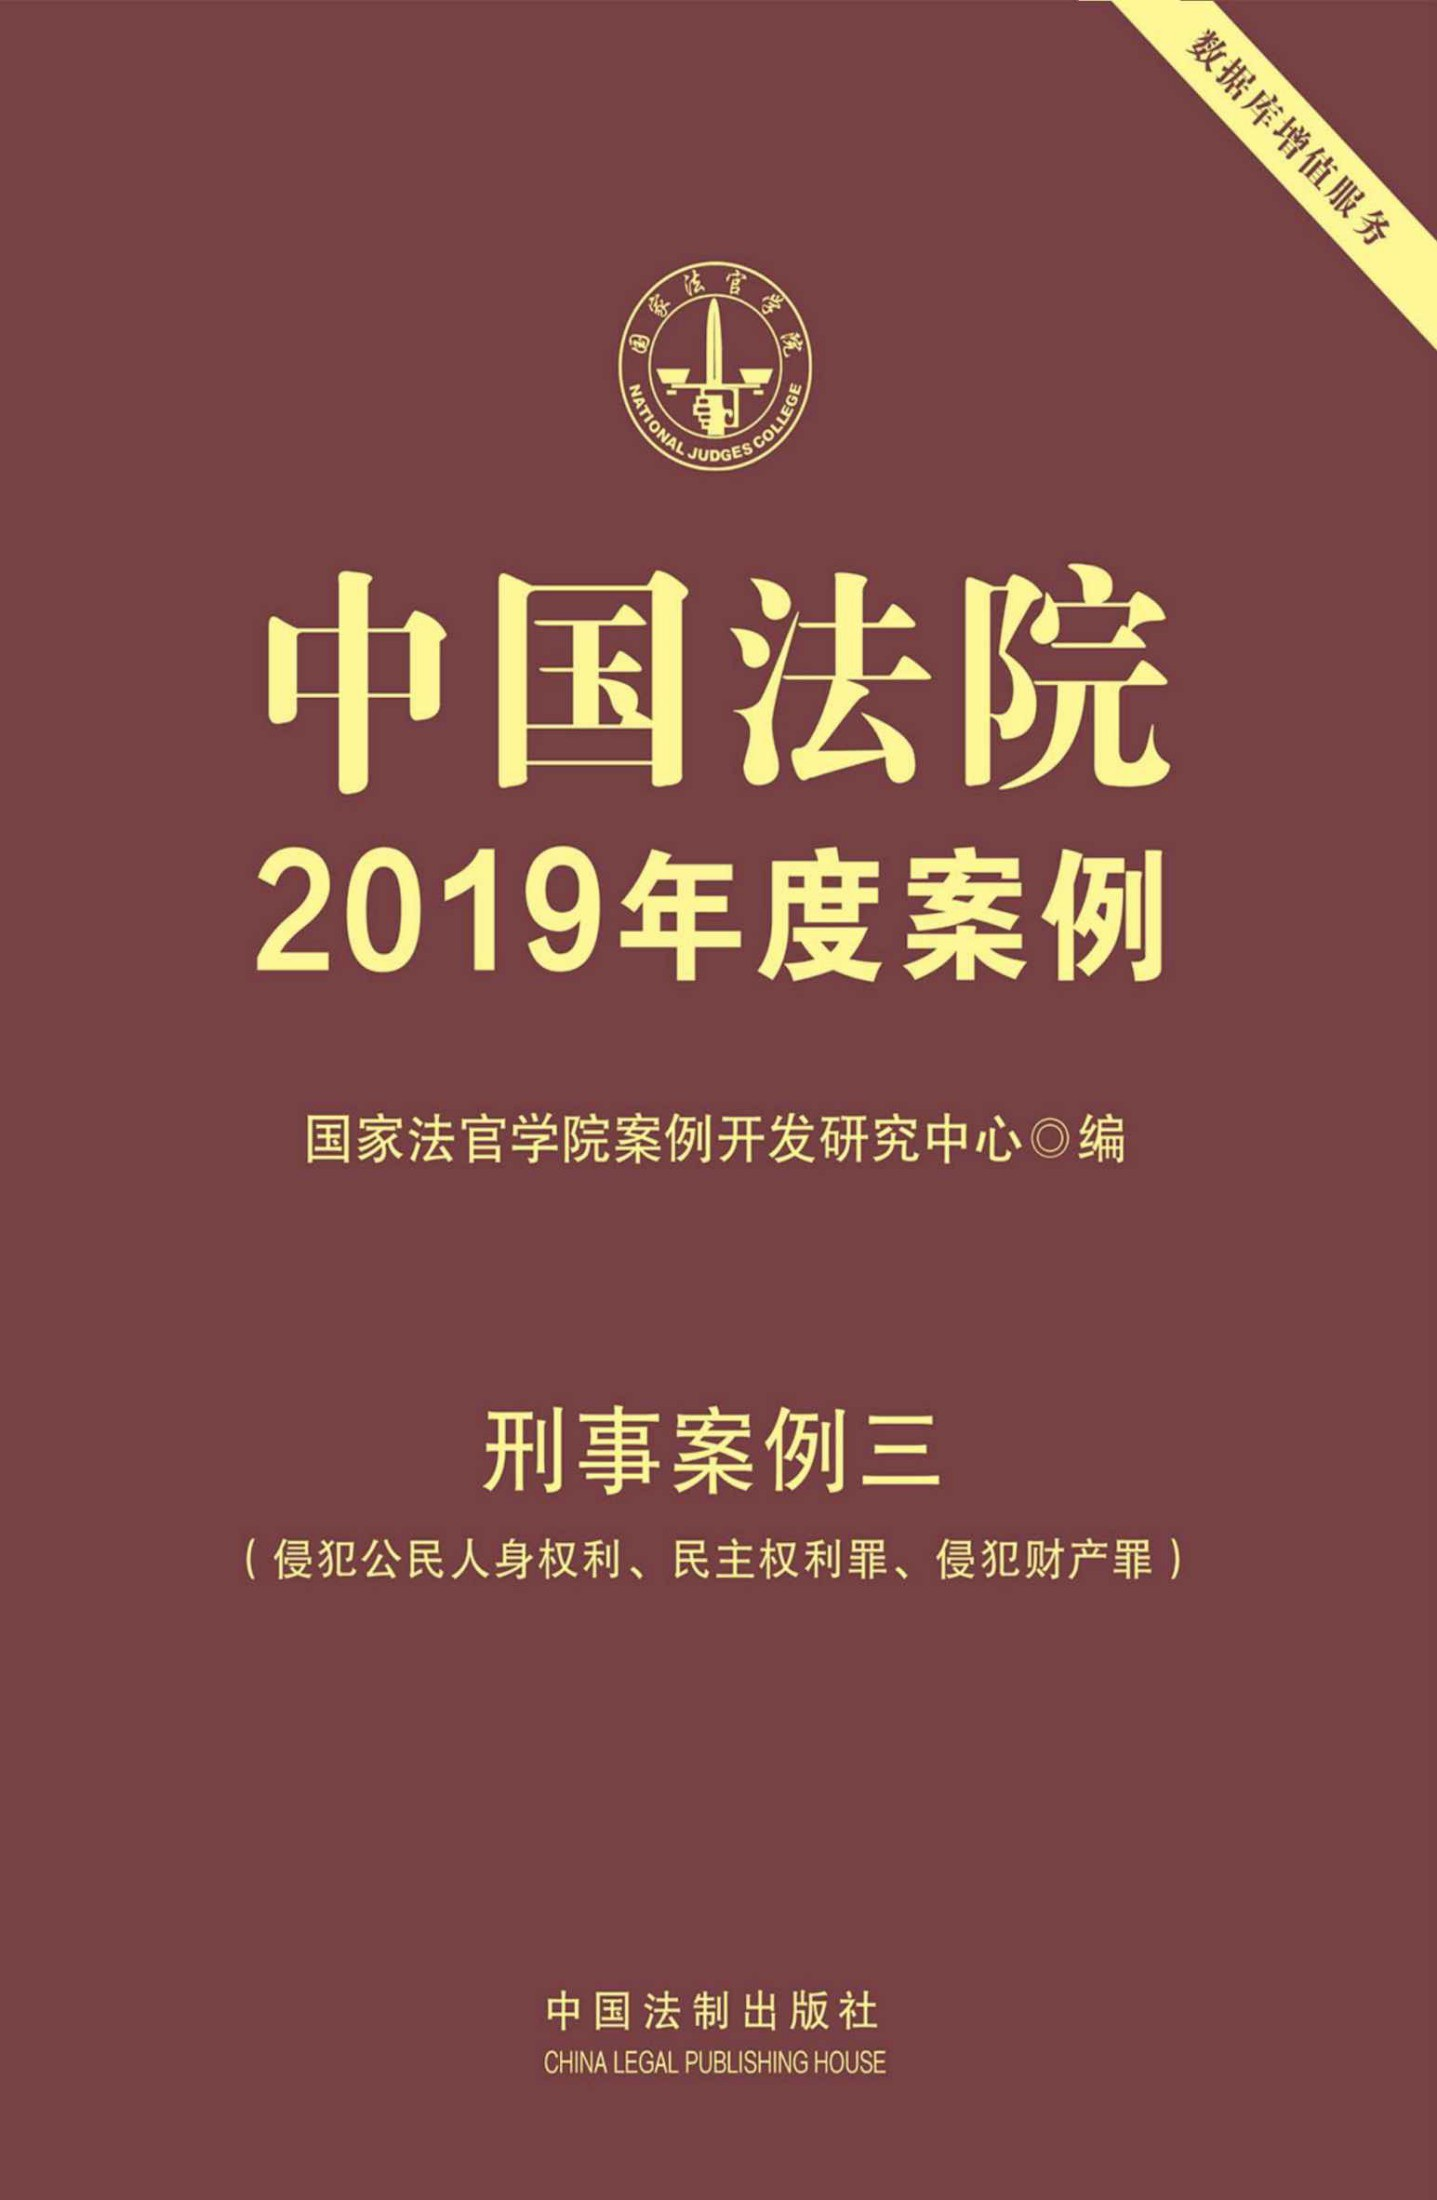 数据库增值服务
国家法官学院
NATIONAL JUDGES COLLEGE
中国法院
2019年度案例
国家法官学院案例开发研究中心◎编
刑事案例三
（侵犯公民人身权利、民主权利罪、侵犯财产罪）
中国法制出版社
CHINA LEGAL PUBLISHING HOUSE